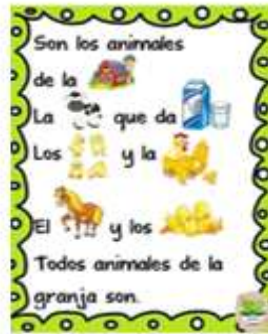 Son los animales
de la
La que da
Los y la
El y los
Todos animales de la
granja son.